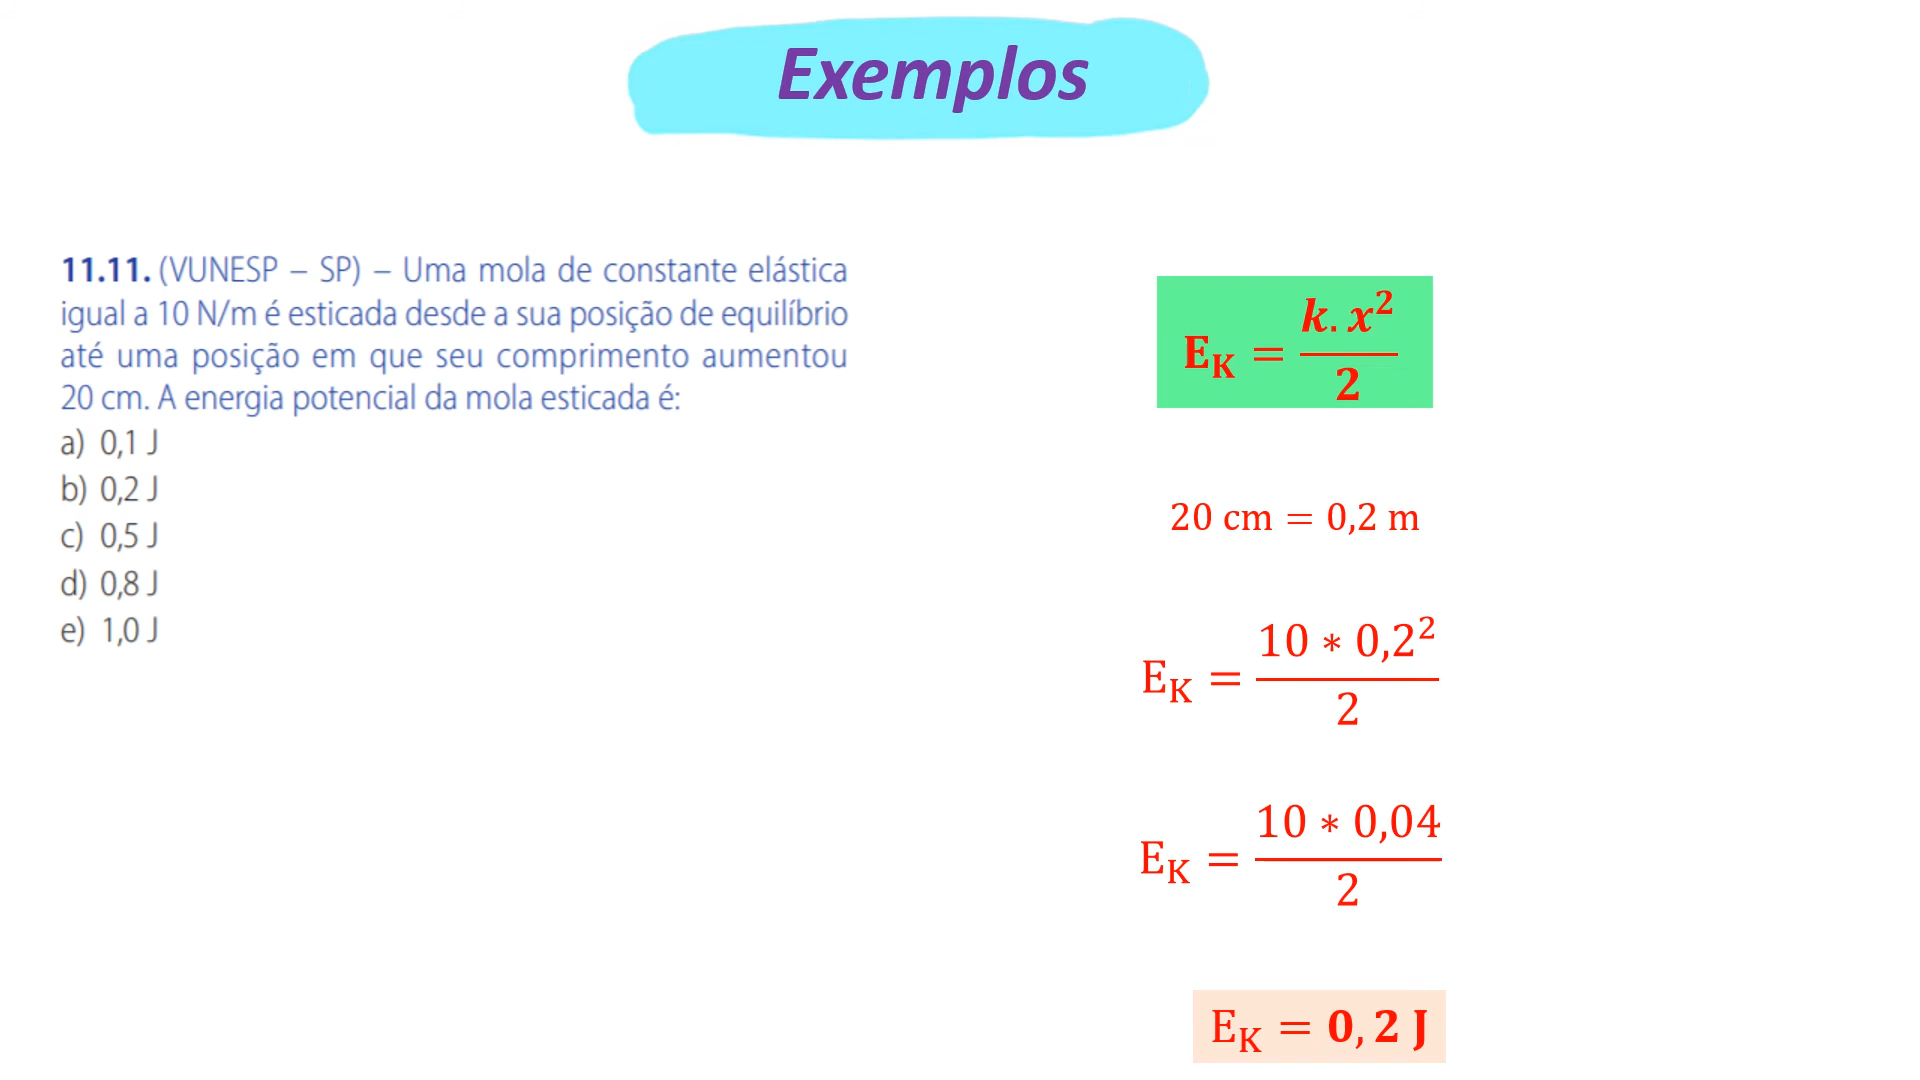 Exemplos
11.11. (VUNESP – SP) – Uma mola de constante elástica
igual a 10 N/m é esticada desde a sua posição de equilíbrio
até uma posição em que seu comprimento aumentou
20 cm. A energia potencial da mola esticada é:
a) 0,1 J
b) 0,2 J
c) 0,5 J
d) 0,8 J
e) 1,0 J
E_K = k.x²/2
20 cm = 0,2 m
E_K = 10 ∗ 0,2²/2
E_K = 10 ∗ 0,04/2
E_K = 0,2 J